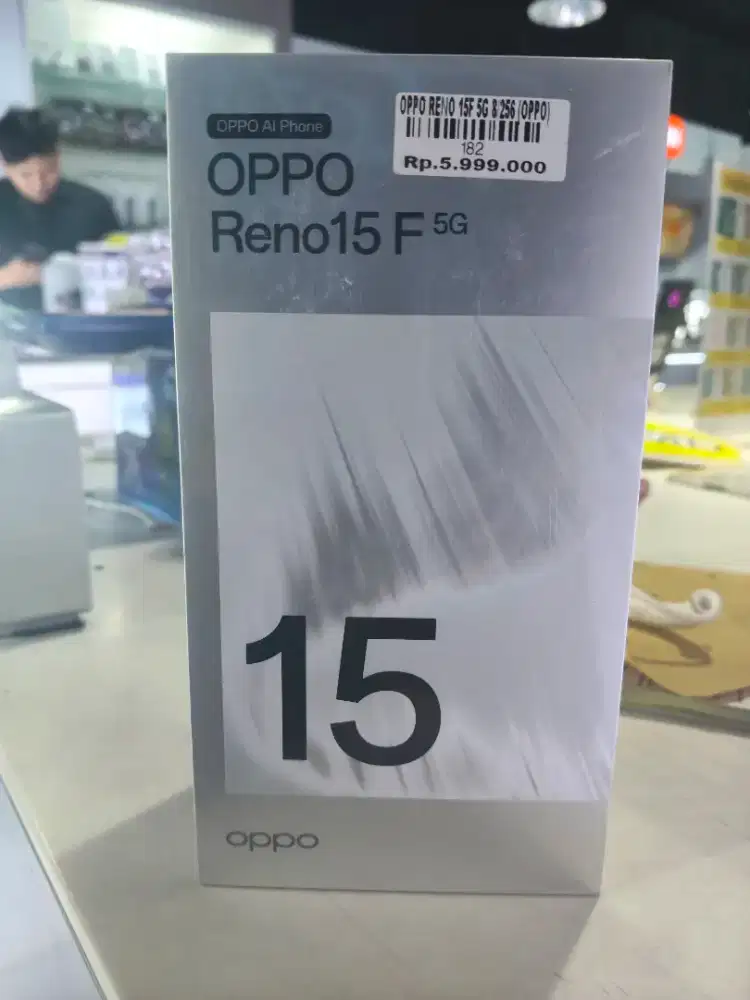 OPPO RENO 15F 5G 8/256 (OPPO)
182
Rp.5.999.000
OPPO AI Phone
OPPO
Reno15 F 5G
15
oppo